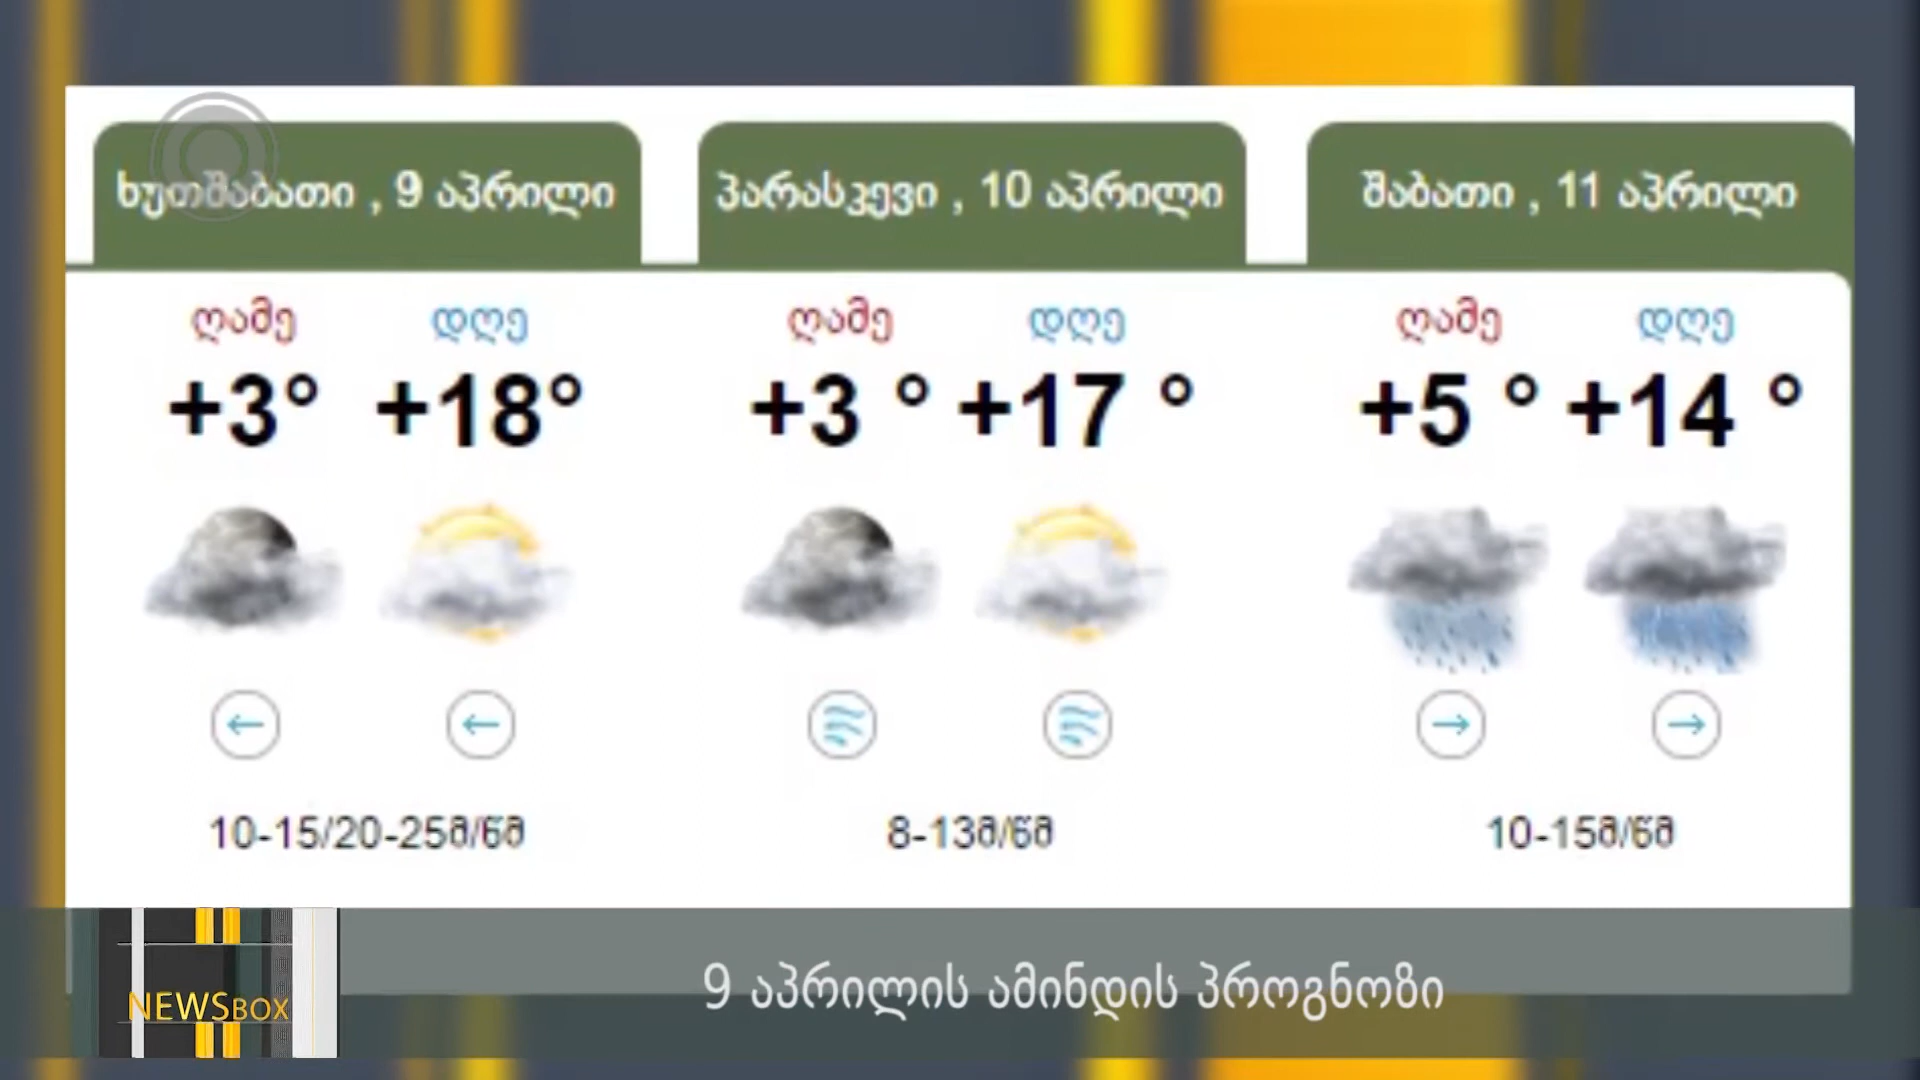 ხუთშაბათი , 9 აპრილი
პარასკევი , 10 აპრილი
შაბათი , 11 აპრილი
ღამე დღე
ღამე დღე
ღამე დღე
+3° +18°
+3 ° +17 °
+5 ° +14 °
10-15/20-25მ/წმ
8-13მ/წმ
10-15მ/წმ
NEWSBOX
9 აპრილის ამინდის პროგნოზი